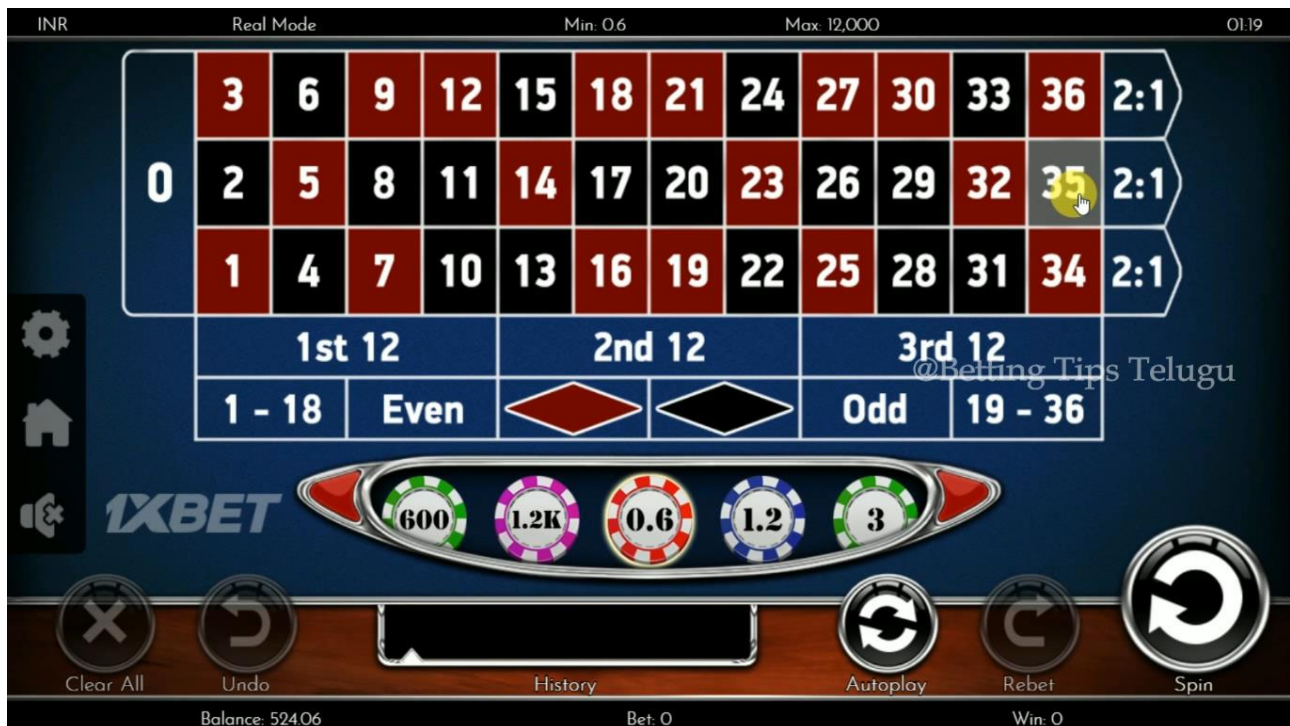 INR Real Mode Min: 0.6 Max: 12,000 01:19
3 6 9 12 15 18 21 24 27 30 33 36 2:1
0 2 5 8 11 14 17 20 23 26 29 32 35 2:1
1 4 7 10 13 16 19 22 25 28 31 34 2:1
1st 12 2nd 12 3rd 12
@Betting Tips Telugu
1 - 18 Even Odd 19 - 36
1XBET 600 1.2K 0.6 1.2 3
Clear All Undo History Autoplay Rebet Spin
Balance: 524.06 Bet: 0 Win: 0